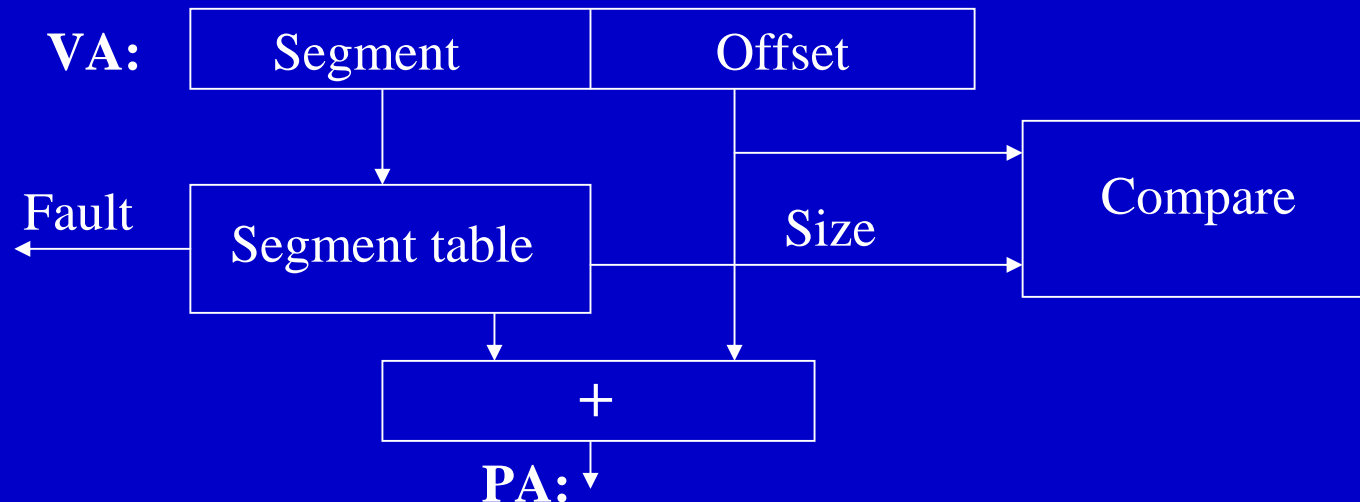 VA:
Segment
Offset
Fault
Segment table
Size
Compare
+
PA: